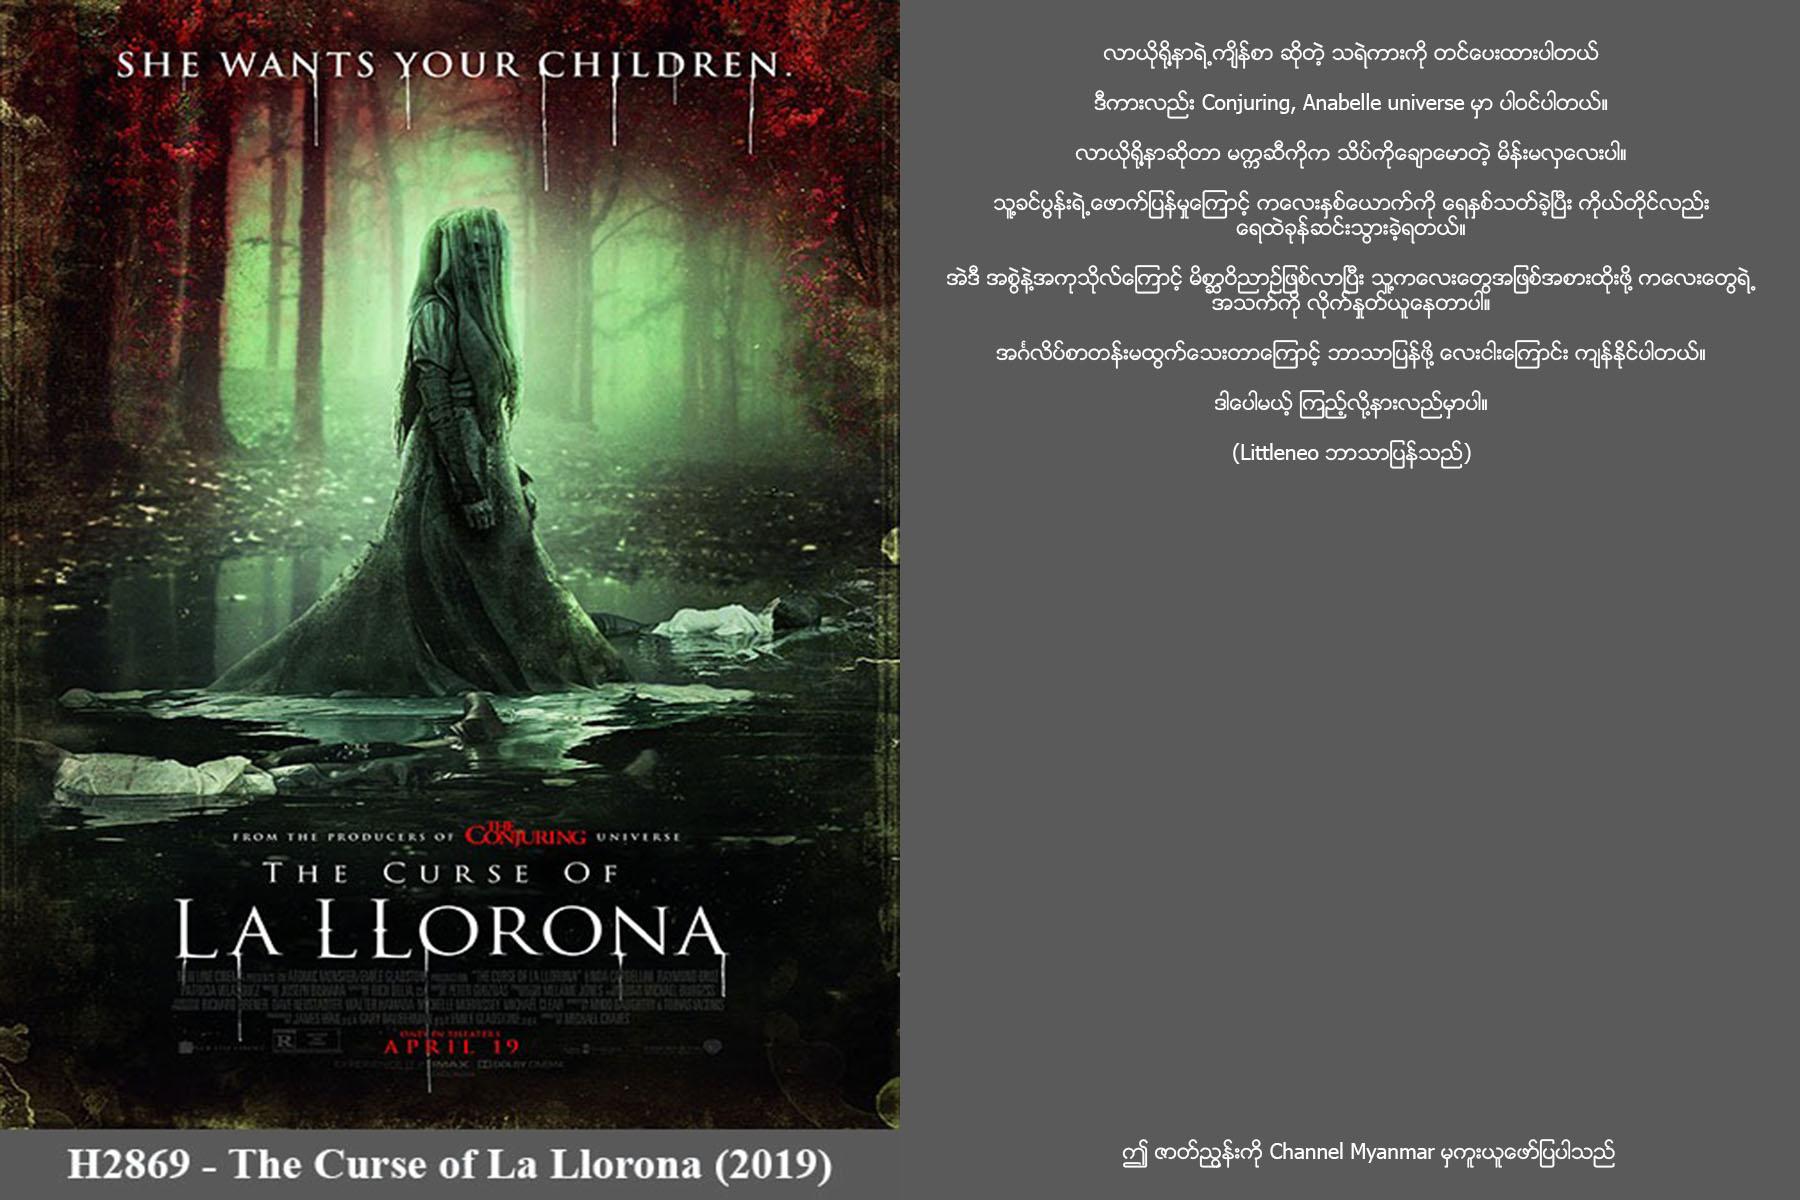 SHE WANTS YOUR CHILDREN.
FROM THE PRODUCERS OF THE CONJURING UNIVERSE
THE CURSE OF
LA LLORONA
ONLY IN THEATERS
APRIL 19
H2869 - The Curse of La Llorona (2019)
လာယိုရို့နာရဲ့ကျိန်စာ ဆိုတဲ့ သရဲကားကို တင်ပေးထားပါတယ်
ဒီကားလည်း Conjuring, Anabelle universe မှာ ပါဝင်ပါတယ်။
လာယိုရို့နာဆိုတာ မက္ကဆီကိုက သိပ်ကိုချောမောတဲ့ မိန်းမလှလေးပါ။
သူ့ခင်ပွန်းရဲ့ဖောက်ပြန်မှုကြောင့် ကလေးနှစ်ယောက်ကို ရေနှစ်သတ်ခဲ့ပြီး ကိုယ်တိုင်လည်း
ရေထဲခုန်ဆင်းသွားခဲ့ရတယ်။
အဲဒီ အစွဲနဲ့အကုသိုလ်ကြောင့် မိစ္ဆာဝိညာဉ်ဖြစ်လာပြီး သူ့ကလေးတွေအဖြစ်အစားထိုးဖို့ ကလေးတွေရဲ့
အသက်ကို လိုက်နှုတ်ယူနေတာပါ။
အင်္ဂလိပ်စာတန်းမထွက်သေးတာကြောင့် ဘာသာပြန်ဖို့ လေးငါးကြောင်း ကျန်နိုင်ပါတယ်။
ဒါပေါမယ့် ကြည့်လို့နားလည်မှာပါ။
(Littleneo ဘာသာပြန်သည်)
ဤ ဇာတ်ညွှန်းကို Channel Myanmar မှကူးယူဖော်ပြပါသည်